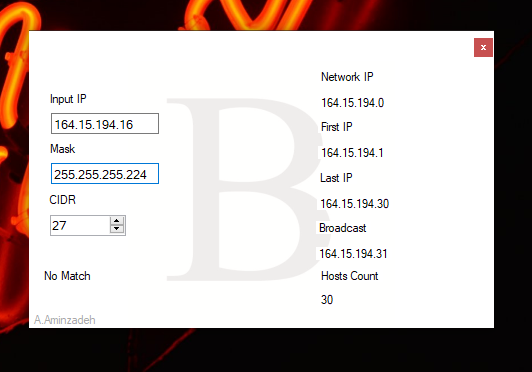 x
Input IP
164.15.194.16
Mask
255.255.255.224
CIDR
27
No Match
A.Aminzadeh
B
Network IP
164.15.194.0
First IP
164.15.194.1
Last IP
164.15.194.30
Broadcast
164.15.194.31
Hosts Count
30